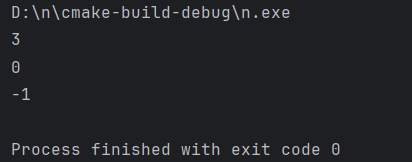 D:\n\cmake-build-debug\n.exe
3
0
-1
Process finished with exit code 0